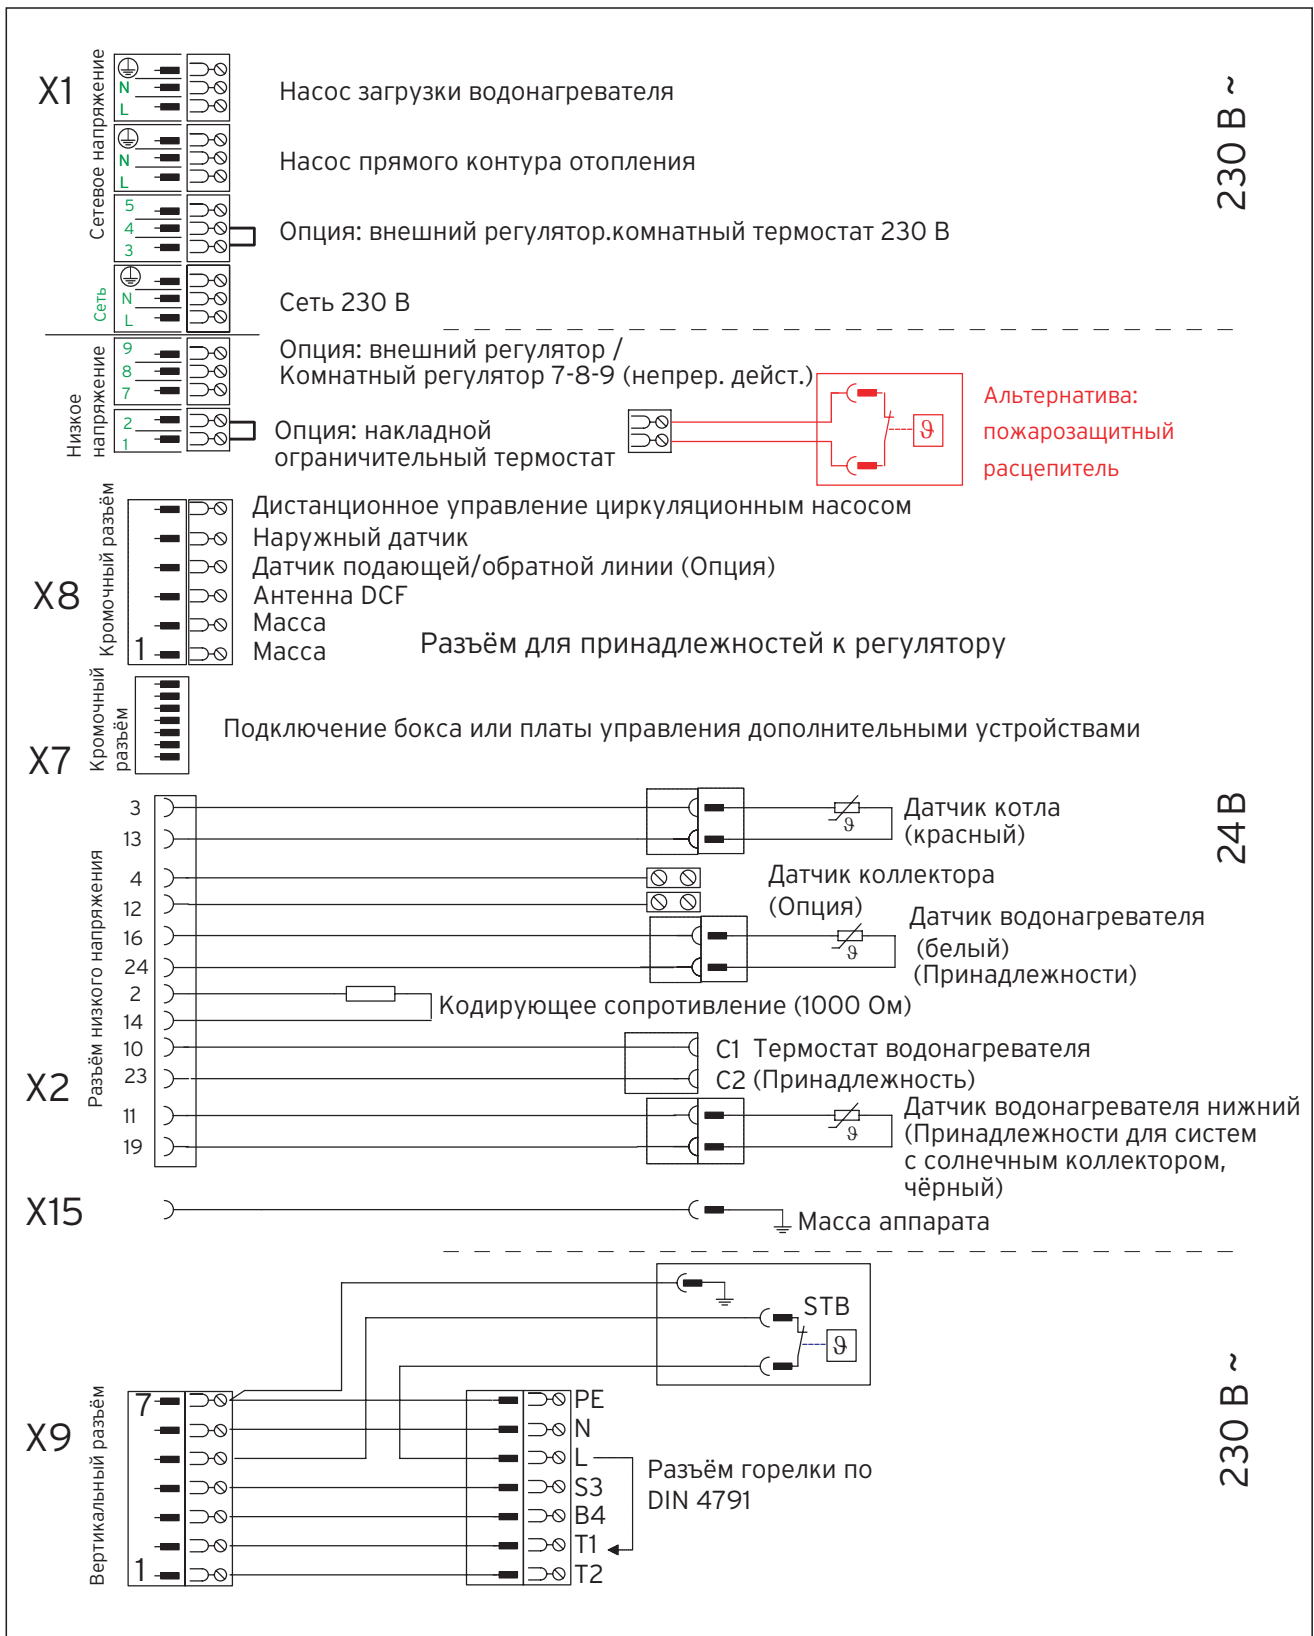 X1
Сетевое напряжение
N
L
Насос загрузки водонагревателя
230 В ~
N
L
Насос прямого контура отопления
5
4
3
Опция: внешний регулятор.комнатный термостат 230 В
Сеть
N
L
Сеть 230 В
Низкое
напряжение
9
8
7
Опция: внешний регулятор /
Комнатный регулятор 7-8-9 (непрер. дейст.)
2
1
Опция: накладной
ограничительный термостат
ϑ
Альтернатива:
пожарозащитный
расцепитель
X8
Кромочный разъём
1
Дистанционное управление циркуляционным насосом
Наружный датчик
Датчик подающей/обратной линии (Опция)
Антенна DCF
Масса
Масса
Разъём для принадлежностей к регулятору
X7
Кромочный
разъём
Подключение бокса или платы управления дополнительными устройствами
24 В
X2
Разъём низкого напряжения
3
13
ϑ
Датчик котла
(красный)
4
12
Датчик коллектора
(Опция)
16
24
ϑ
Датчик водонагревателя
(белый)
(Принадлежности)
2
14
Кодирующее сопротивление (1000 Ом)
10
23
C1 Термостат водонагревателя
C2 (Принадлежность)
11
19
ϑ
Датчик водонагревателя нижний
(Принадлежности для систем
с солнечным коллектором,
чёрный)
X15
Масса аппарата
STB
ϑ
X9
Вертикальный разъём
7
1
PE
N
L
S3
B4
T1
T2
Разъём горелки по
DIN 4791
230 В ~